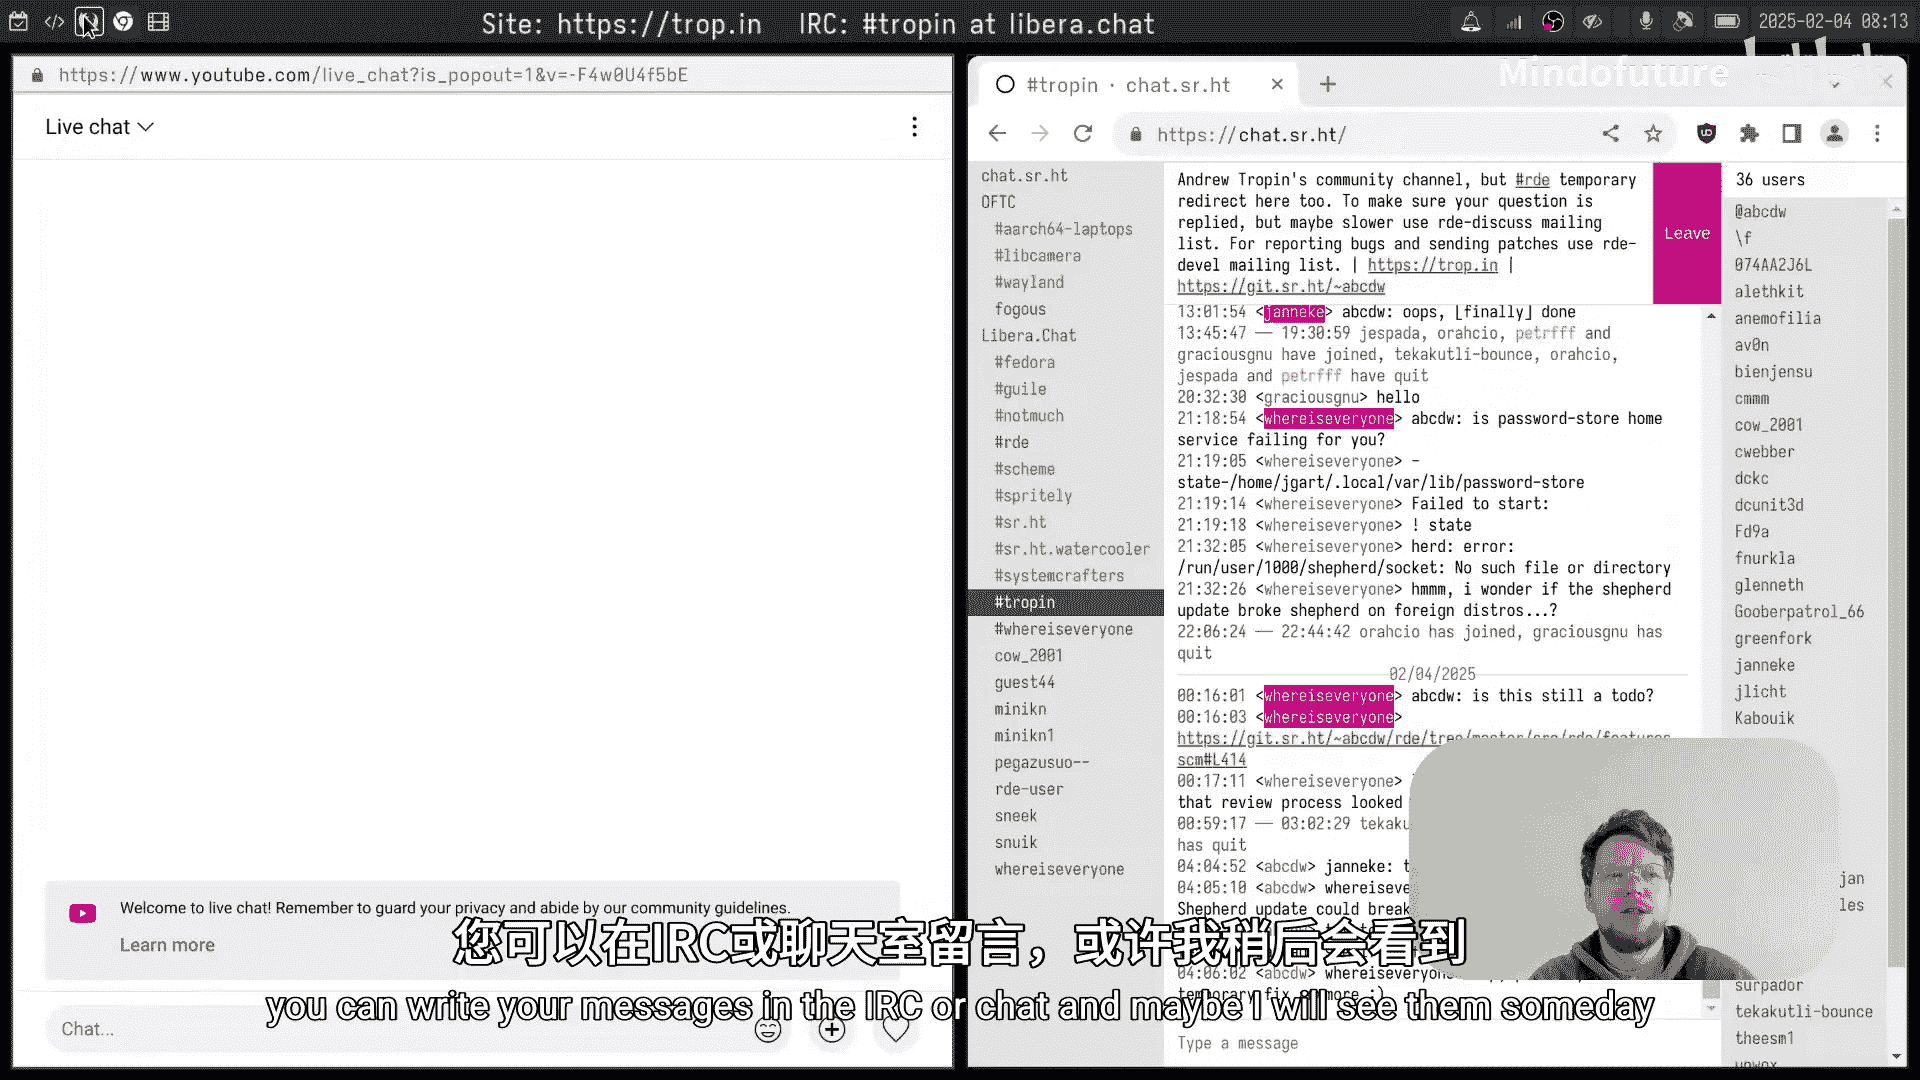 Site: https://trop.in IRC: #tropin at libera.chat
2025-02-04 08:13
https://www.youtube.com/live_chat?is_popout=1&v=-F4w0U4f5bE
Live chat
Welcome to live chat! Remember to guard your privacy and abide by our community guidelines.
Learn more
Chat...
Mindofuture
#tropin · chat.sr.ht
https://chat.sr.ht/
chat.sr.ht
OFTC
#aarch64-laptops
#libcamera
#wayland
fogous
Libera.Chat
#fedora
#guile
#notmuch
#rde
#scheme
#spritely
#sr.ht
#sr.ht.watercooler
#systemcrafters
#tropin
#whereiseveryone
cow_2001
guest44
minikn
minikn1
pegazusuo--
rde-user
sneek
snuik
whereiseveryone
Andrew Tropin's community channel, but #rde temporary
redirect here too. To make sure your question is
replied, but maybe slower use rde-discuss mailing
list. For reporting bugs and sending patches use rde-
devel mailing list. | https://trop.in |
https://git.sr.ht/~abcdw
Leave
13:01:54 <janneke> abcdw: oops, [finally] done
13:45:47 — 19:30:59 jespada, orahcio, petrfff and
graciousgnu have joined, tekakutli-bounce, orahcio,
jespada and petrfff have quit
20:32:30 <graciousgnu> hello
21:18:54 <whereiseveryone> abcdw: is password-store home
service failing for you?
21:19:05 <whereiseveryone> -
state-/home/jgart/.local/var/lib/password-store
21:19:14 <whereiseveryone> Failed to start:
21:19:18 <whereiseveryone> ! state
21:32:05 <whereiseveryone> herd: error:
/run/user/1000/shepherd/socket: No such file or directory
21:32:26 <whereiseveryone> hmmm, i wonder if the shepherd
update broke shepherd on foreign distros...?
22:06:24 — 22:44:42 orahcio has joined, graciousgnu has
quit
02/04/2025
00:16:01 <whereiseveryone> abcdw: is this still a todo?
00:16:03 <whereiseveryone>
https://git.sr.ht/~abcdw/rde/tree/master/src/rde/features.
scm#L414
00:17:11 <whereiseveryone>
that review process looked
00:59:17 — 03:02:29 teka
has quit
04:04:52 <abcdw> janneke:
04:05:10 <abcdw>
Shepherd update could break
04:06:02 <abcdw> whereiseveryone
temporary fix
Type a message
36 users
@abcdw
\f
074AA2J6L
alethkit
anemofilia
av0n
bienjensu
cmmm
cow_2001
cwebber
dckc
dcunit3d
Fd9a
fnurkla
glenneth
Gooberpatrol_66
greenfork
janneke
jlicht
Kabouik
surpador
tekakutli-bounce
theesm1
您可以在IRC或聊天室留言，或许我稍后会看到
you can write your messages in the IRC or chat and maybe I will see them someday